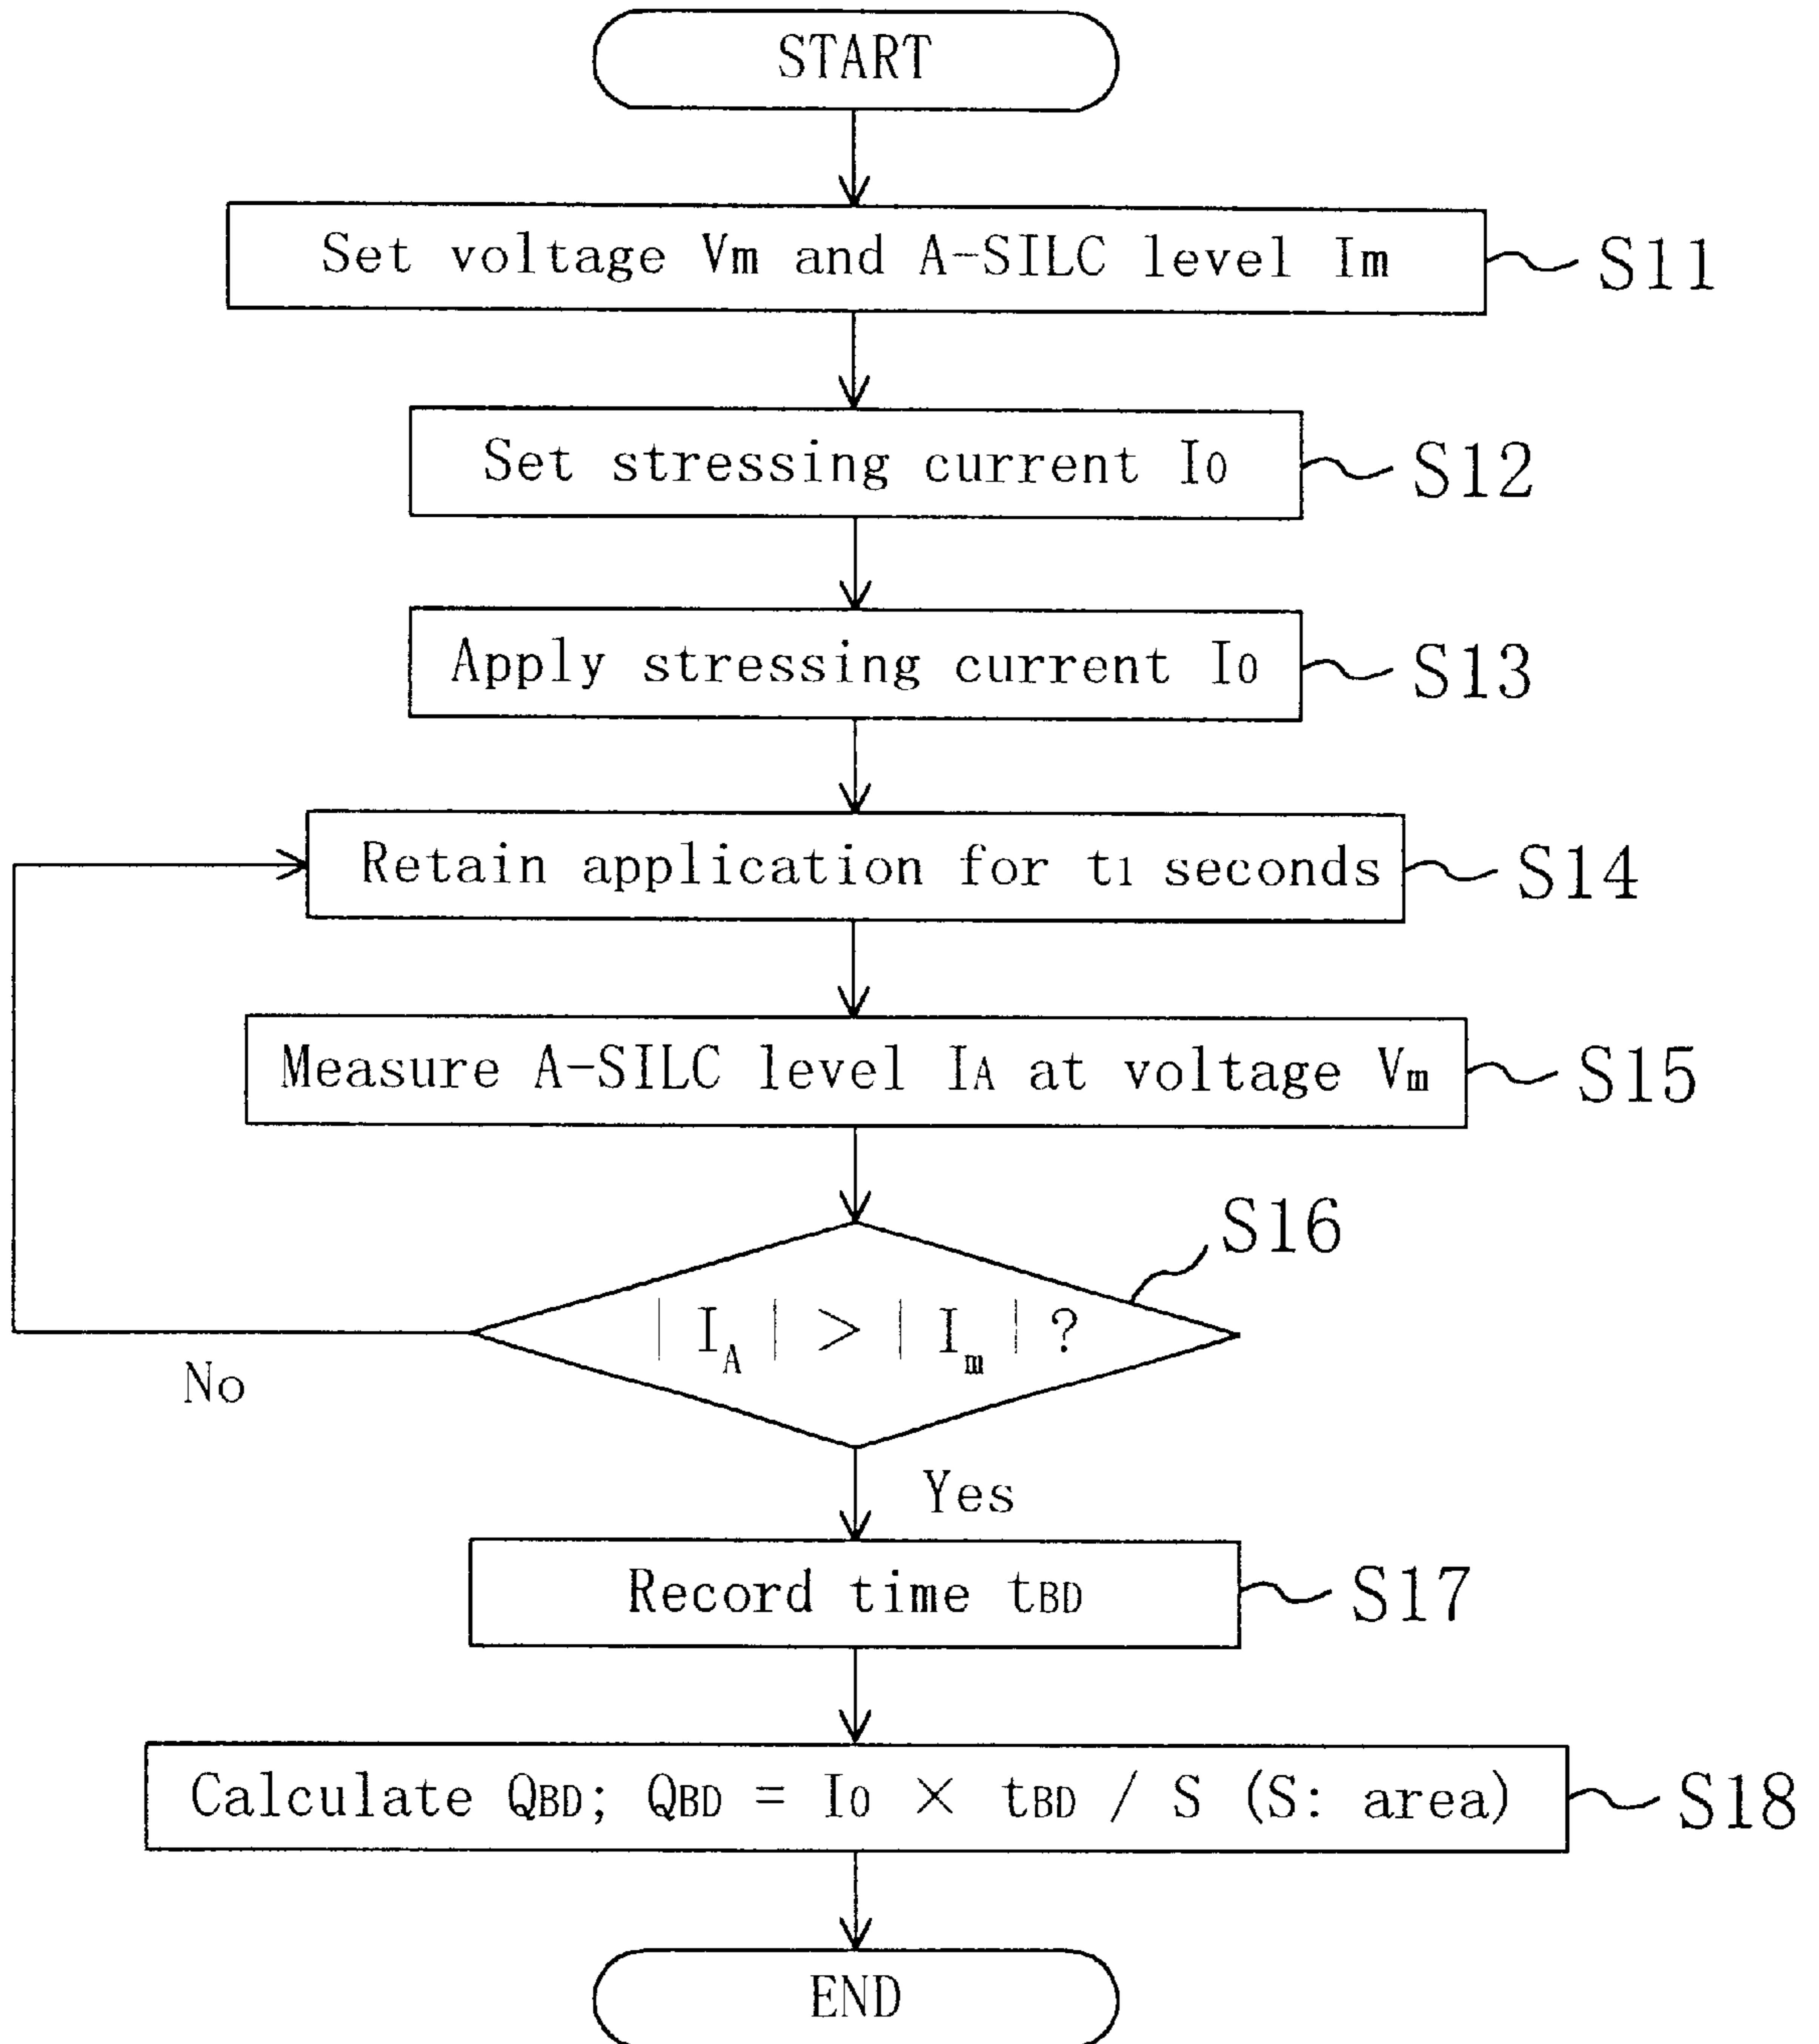 START
Set voltage Vm and A-SILC level Im
S11
Set stressing current I0
S12
Apply stressing current I0
S13
Retain application for t1 seconds
S14
Measure A-SILC level IA at voltage Vm
S15
S16
| IA | > | Im | ?
No
Yes
Record time tBD
S17
Calculate QBD; QBD = I0 × tBD / S (S: area)
S18
END